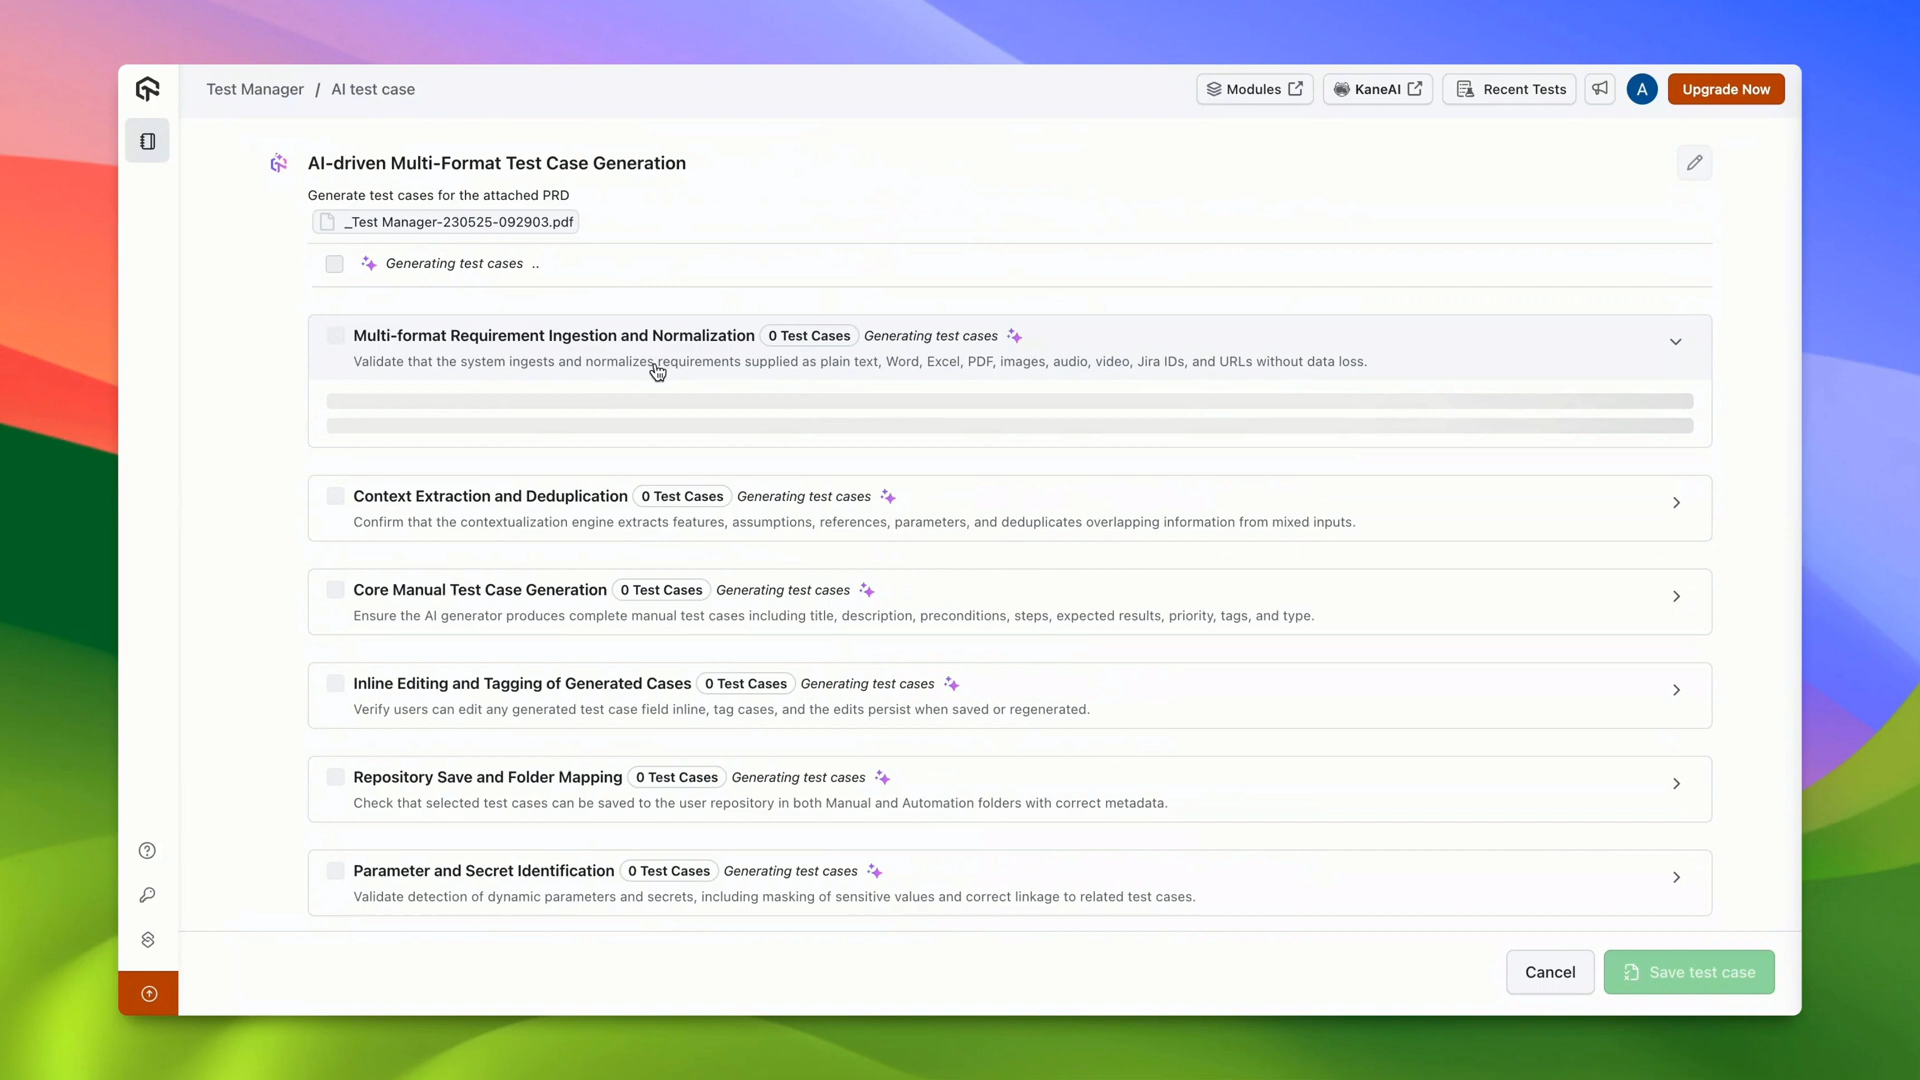 Test Manager / AI test case
Modules
KaneAI
Recent Tests
A
Upgrade Now
AI-driven Multi-Format Test Case Generation
Generate test cases for the attached PRD
_Test Manager-230525-092903.pdf
Generating test cases ..
Multi-format Requirement Ingestion and Normalization 0 Test Cases Generating test cases
Validate that the system ingests and normalizes requirements supplied as plain text, Word, Excel, PDF, images, audio, video, Jira IDs, and URLs without data loss.
Context Extraction and Deduplication 0 Test Cases Generating test cases
Confirm that the contextualization engine extracts features, assumptions, references, parameters, and deduplicates overlapping information from mixed inputs.
Core Manual Test Case Generation 0 Test Cases Generating test cases
Ensure the AI generator produces complete manual test cases including title, description, preconditions, steps, expected results, priority, tags, and type.
Inline Editing and Tagging of Generated Cases 0 Test Cases Generating test cases
Verify users can edit any generated test case field inline, tag cases, and the edits persist when saved or regenerated.
Repository Save and Folder Mapping 0 Test Cases Generating test cases
Check that selected test cases can be saved to the user repository in both Manual and Automation folders with correct metadata.
Parameter and Secret Identification 0 Test Cases Generating test cases
Validate detection of dynamic parameters and secrets, including masking of sensitive values and correct linkage to related test cases.
Cancel
Save test case